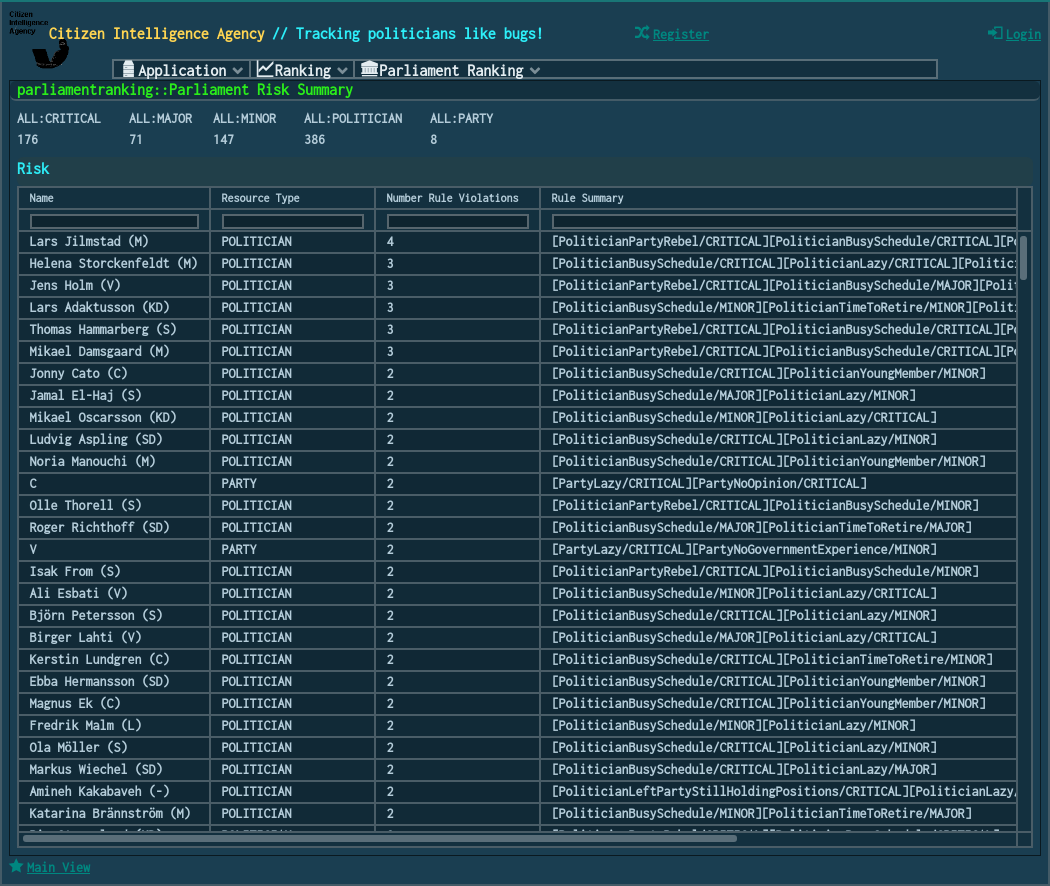 Citizen
Intelligence
Agency
Citizen Intelligence Agency // Tracking politicians like bugs!
Register
Login
Application Ranking Parliament Ranking
parliamentranking::Parliament Risk Summary
ALL:CRITICAL ALL:MAJOR ALL:MINOR ALL:POLITICIAN ALL:PARTY
176 71 147 386 8
Risk
Name Resource Type Number Rule Violations Rule Summary
Lars Jilmstad (M) POLITICIAN 4 [PoliticianPartyRebel/CRITICAL][PoliticianBusySchedule/CRITICAL][Po
Helena Storckenfeldt (M) POLITICIAN 3 [PoliticianBusySchedule/CRITICAL][PoliticianLazy/CRITICAL][Politic
Jens Holm (V) POLITICIAN 3 [PoliticianPartyRebel/CRITICAL][PoliticianBusySchedule/MAJOR][Polit
Lars Adaktusson (KD) POLITICIAN 3 [PoliticianBusySchedule/MINOR][PoliticianTimeToRetire/MINOR][Polit
Thomas Hammarberg (S) POLITICIAN 3 [PoliticianPartyRebel/CRITICAL][PoliticianBusySchedule/CRITICAL][Po
Mikael Damsgaard (M) POLITICIAN 3 [PoliticianPartyRebel/CRITICAL][PoliticianBusySchedule/CRITICAL][Po
Jonny Cato (C) POLITICIAN 2 [PoliticianBusySchedule/CRITICAL][PoliticianYoungMember/MINOR]
Jamal El-Haj (S) POLITICIAN 2 [PoliticianBusySchedule/MAJOR][PoliticianLazy/MINOR]
Mikael Oscarsson (KD) POLITICIAN 2 [PoliticianBusySchedule/MINOR][PoliticianLazy/CRITICAL]
Ludvig Aspling (SD) POLITICIAN 2 [PoliticianBusySchedule/CRITICAL][PoliticianLazy/MINOR]
Noria Manouchi (M) POLITICIAN 2 [PoliticianBusySchedule/CRITICAL][PoliticianYoungMember/MINOR]
C PARTY 2 [PartyLazy/CRITICAL][PartyNoOpinion/CRITICAL]
Olle Thorell (S) POLITICIAN 2 [PoliticianPartyRebel/CRITICAL][PoliticianBusySchedule/MINOR]
Roger Richthoff (SD) POLITICIAN 2 [PoliticianBusySchedule/MAJOR][PoliticianTimeToRetire/MAJOR]
V PARTY 2 [PartyLazy/CRITICAL][PartyNoGovernmentExperience/MINOR]
Isak From (S) POLITICIAN 2 [PoliticianPartyRebel/CRITICAL][PoliticianBusySchedule/MINOR]
Ali Esbati (V) POLITICIAN 2 [PoliticianBusySchedule/MINOR][PoliticianLazy/CRITICAL]
Björn Petersson (S) POLITICIAN 2 [PoliticianBusySchedule/CRITICAL][PoliticianLazy/MINOR]
Birger Lahti (V) POLITICIAN 2 [PoliticianBusySchedule/MAJOR][PoliticianLazy/CRITICAL]
Kerstin Lundgren (C) POLITICIAN 2 [PoliticianBusySchedule/CRITICAL][PoliticianTimeToRetire/MINOR]
Ebba Hermansson (SD) POLITICIAN 2 [PoliticianBusySchedule/CRITICAL][PoliticianYoungMember/MINOR]
Magnus Ek (C) POLITICIAN 2 [PoliticianBusySchedule/CRITICAL][PoliticianYoungMember/MINOR]
Fredrik Malm (L) POLITICIAN 2 [PoliticianBusySchedule/MINOR][PoliticianLazy/MINOR]
Ola Möller (S) POLITICIAN 2 [PoliticianBusySchedule/CRITICAL][PoliticianLazy/MINOR]
Markus Wiechel (SD) POLITICIAN 2 [PoliticianBusySchedule/CRITICAL][PoliticianLazy/MAJOR]
Amineh Kakabaveh (-) POLITICIAN 2 [PoliticianLeftPartyStillHoldingPositions/CRITICAL][PoliticianLazy/
Katarina Brännström (M) POLITICIAN 2 [PoliticianBusySchedule/MINOR][PoliticianTimeToRetire/MAJOR]
Main View